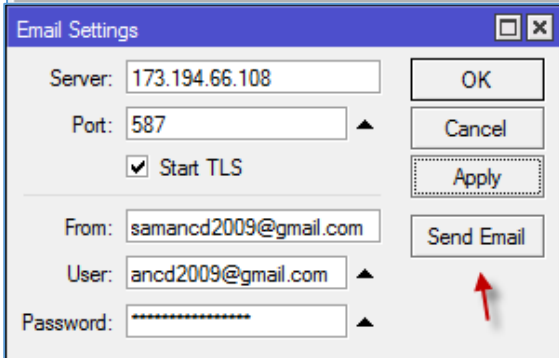 Email Settings
Server: 173.194.66.108
OK
Port: 587
Cancel
Start TLS
Apply
From: samancd2009@gmail.com
Send Email
User: ancd2009@gmail.com
Password: ****************